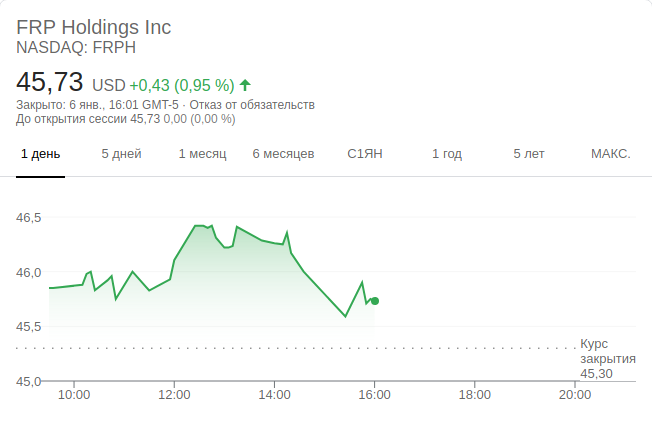 FRP Holdings Inc
NASDAQ: FRPH
45,73 USD +0,43 (0,95 %)
Закрыто: 6 янв., 16:01 GMT-5 · Отказ от обязательств
До открытия сессии 45,73 0,00 (0,00 %)
1 день 5 дней 1 месяц 6 месяцев С1ЯН 1 год 5 лет МАКС.
46,5
46,0
45,5
Курс
закрытия
45,30
45,0
10:00 12:00 14:00 16:00 18:00 20:00